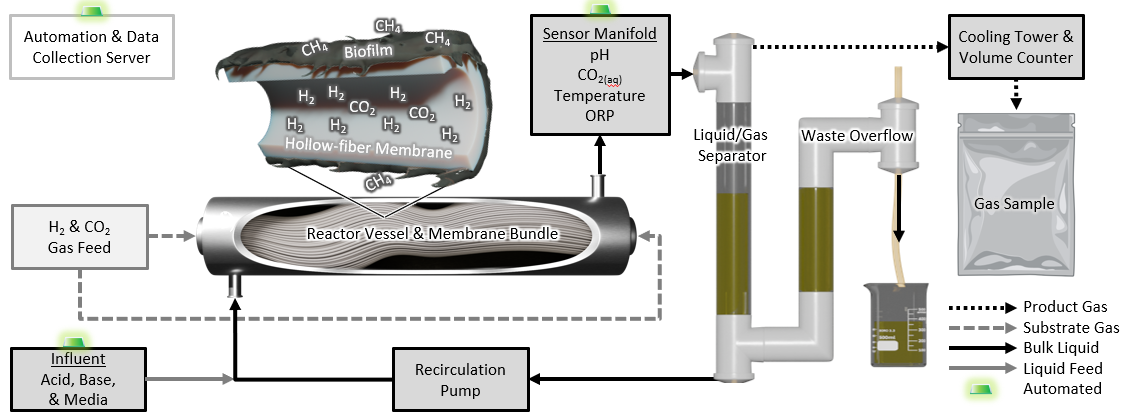 Automation & Data
Collection Server
CH4
CH4
CH4
Biofilm
H2
H2
H2
H2
CO2
CO2
H2
H2
H2
H2
Hollow-fiber Membrane
CH4
Sensor Manifold
pH
CO2(aq)
Temperature
ORP
Cooling Tower &
Volume Counter
Liquid/Gas
Separator
Waste Overflow
Gas Sample
H2 & CO2
Gas Feed
Reactor Vessel & Membrane Bundle
Influent
Acid, Base,
& Media
Recirculation
Pump
Product Gas
Substrate Gas
Bulk Liquid
Liquid Feed
Automated